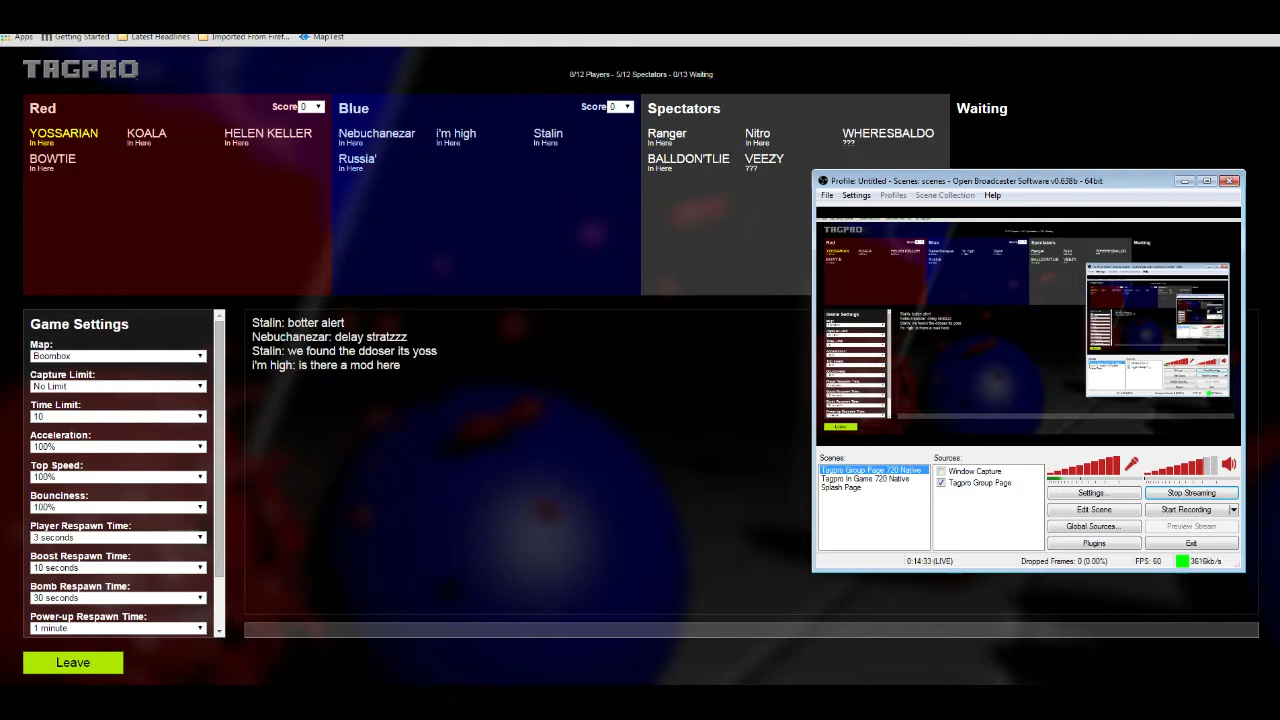 Apps Getting Started Latest Headlines Imported From Firef... MapTest
TAGPRO
8/12 Players - 5/12 Spectators - 0/13 Waiting
Red Score 0 Blue Score 0 Spectators Waiting
YOSSARIAN KOALA HELEN KELLER Nebuchanezar i'm high Stalin Ranger Nitro WHERESBALDO
In Here In Here In Here In Here In Here In Here In Here In Here ???
BOWTIE Russia' BALLDON'TLIE VEEZY
In Here In Here In Here ???
Game Settings
Map:
Boombox
Capture Limit:
No Limit
Time Limit:
10
Acceleration:
100%
Top Speed:
100%
Bounciness:
100%
Player Respawn Time:
3 seconds
Boost Respawn Time:
10 seconds
Bomb Respawn Time:
30 seconds
Power-up Respawn Time:
1 minute
Leave
Stalin: botter alert
Nebuchanezar: delay stratzzz
Stalin: we found the ddoser its yoss
i'm high: is there a mod here
Profile: Untitled - Scenes: scenes - Open Broadcaster Software v0.638b - 64bit
File Settings Profiles Scene Collection Help
Scenes: Sources:
Tagpro Group Page 720 Native
Tagpro In Game 720 Native
Splash Page
Window Capture
Tagpro Group Page
Settings... Stop Streaming
Edit Scene Start Recording
Global Sources... Preview Stream
Plugins Exit
0:14:33 (LIVE) Dropped Frames: 0 (0.00%) FPS: 60 3616kb/s